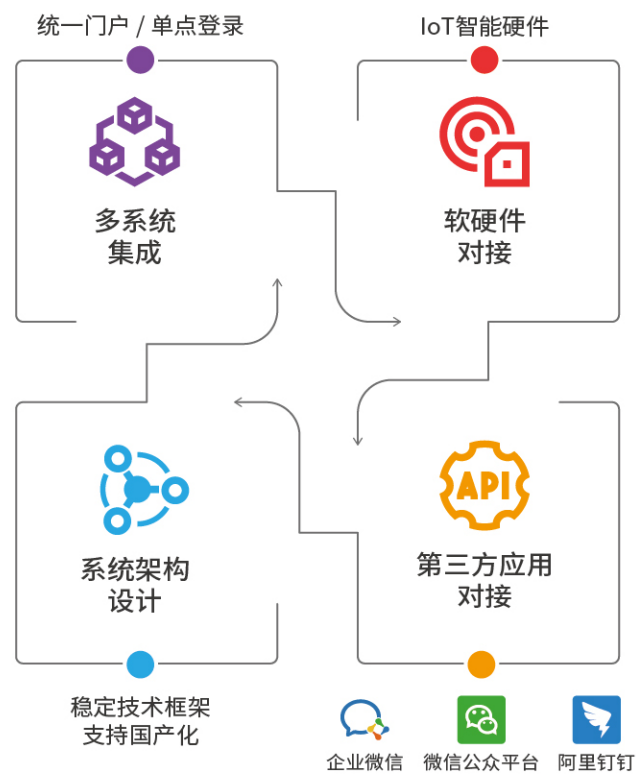 统一门户 / 单点登录
IoT智能硬件
多系统
集成
软硬件
对接
系统架构
设计
API
第三方应用
对接
稳定技术框架
支持国产化
企业微信
微信公众平台
阿里钉钉